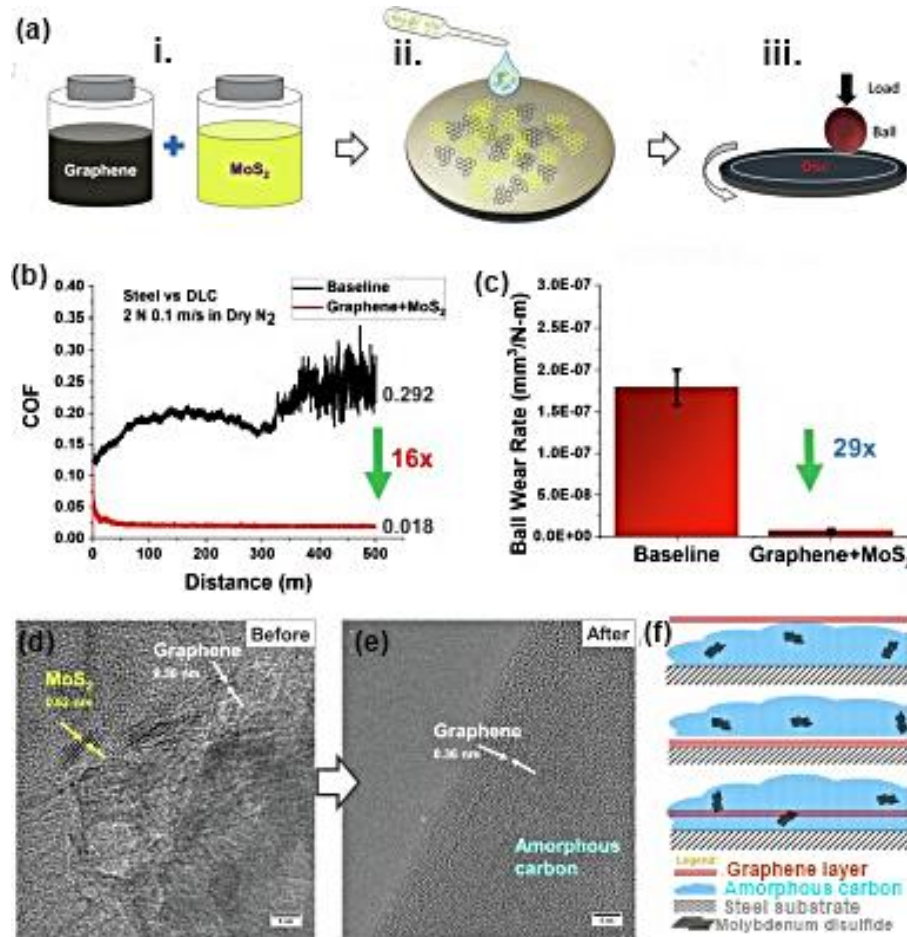 (a)
i.
ii.
iii.
Graphene
+
MoS₂
Load
Ball
(b)
Steel vs DLC
2 N 0.1 m/s in Dry N₂
Baseline
Graphene+MoS₂
COF
0.40
0.35
0.30
0.25
0.20
0.15
0.10
0.05
0.00
0.292
16x
0.018
0
100
200
300
400
500
Distance (m)
(c)
Ball Wear Rate (mm³/N-m)
3.0E-07
2.5E-07
2.0E-07
1.5E-07
1.0E-07
5.0E-08
0.0E+00
29x
Baseline
Graphene+MoS
(d)
Before
Graphene
MoS₂
(e)
After
Graphene
0.36 nm
Amorphous
carbon
(f)
Legend:
Graphene layer
Amorphous carbon
Steel substrate
Molybdenum disulfide